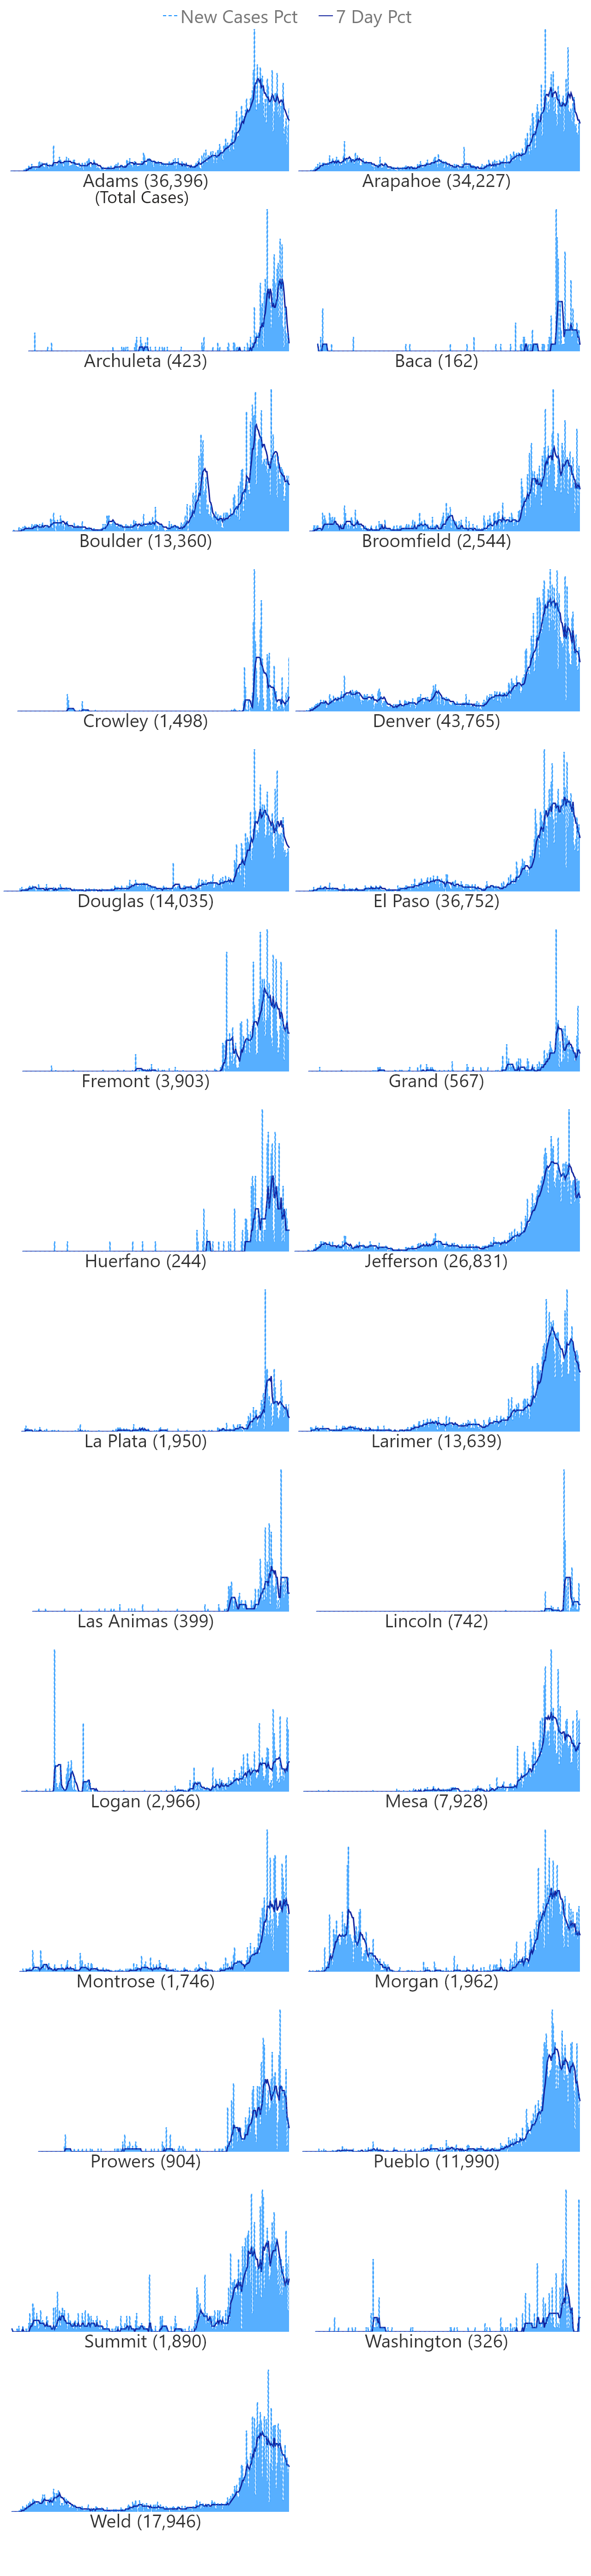 New Cases Pct 7 Day Pct
Adams (36,396) Arapahoe (34,227)
(Total Cases)
Archuleta (423) Baca (162)
Boulder (13,360) Broomfield (2,544)
Crowley (1,498) Denver (43,765)
Douglas (14,035) El Paso (36,752)
Fremont (3,903) Grand (567)
Huerfano (244) Jefferson (26,831)
La Plata (1,950) Larimer (13,639)
Las Animas (399) Lincoln (742)
Logan (2,966) Mesa (7,928)
Montrose (1,746) Morgan (1,962)
Prowers (904) Pueblo (11,990)
Summit (1,890) Washington (326)
Weld (17,946)